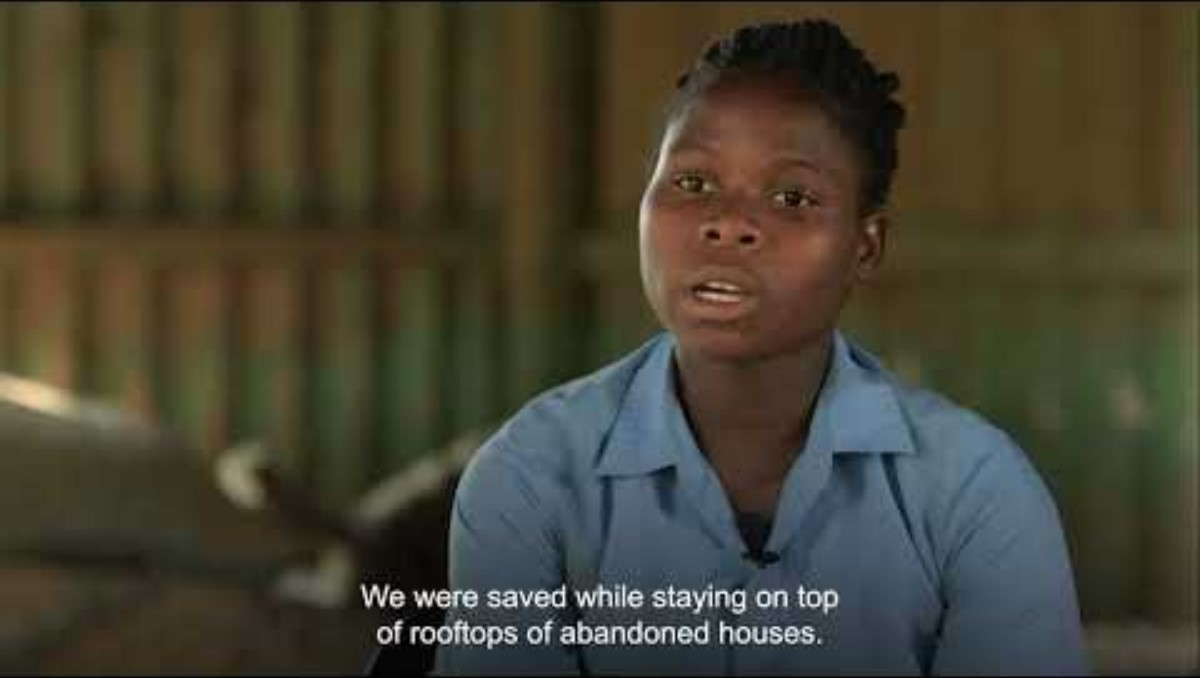 We were saved while staying on top
of rooftops of abandoned houses.